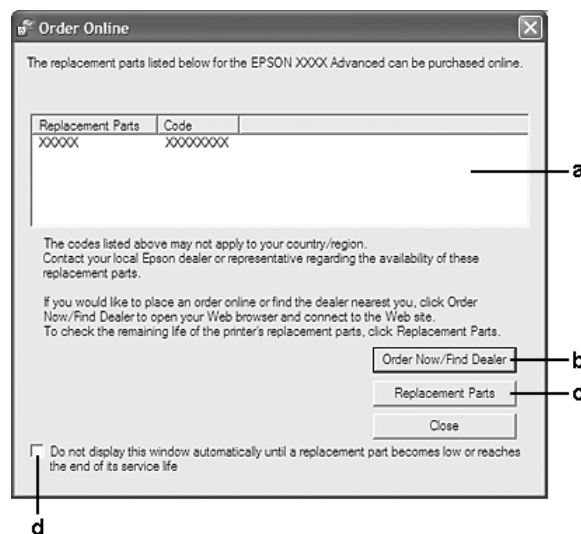 Order Online
The replacement parts listed below for the EPSON XXXX Advanced can be purchased online.
Replacement Parts Code
XXXXX XXXXXXXX
a
The codes listed above may not apply to your country/region.
Contact your local Epson dealer or representative regarding the availability of these
replacement parts.
If you would like to place an order online or find the dealer nearest you, click Order
Now/Find Dealer to open your Web browser and connect to the Web site.
To check the remaining life of the printer's replacement parts, click Replacement Parts.
Order Now/Find Dealer
b
Replacement Parts
c
Close
Do not display this window automatically until a replacement part becomes low or reaches
the end of its service life
d